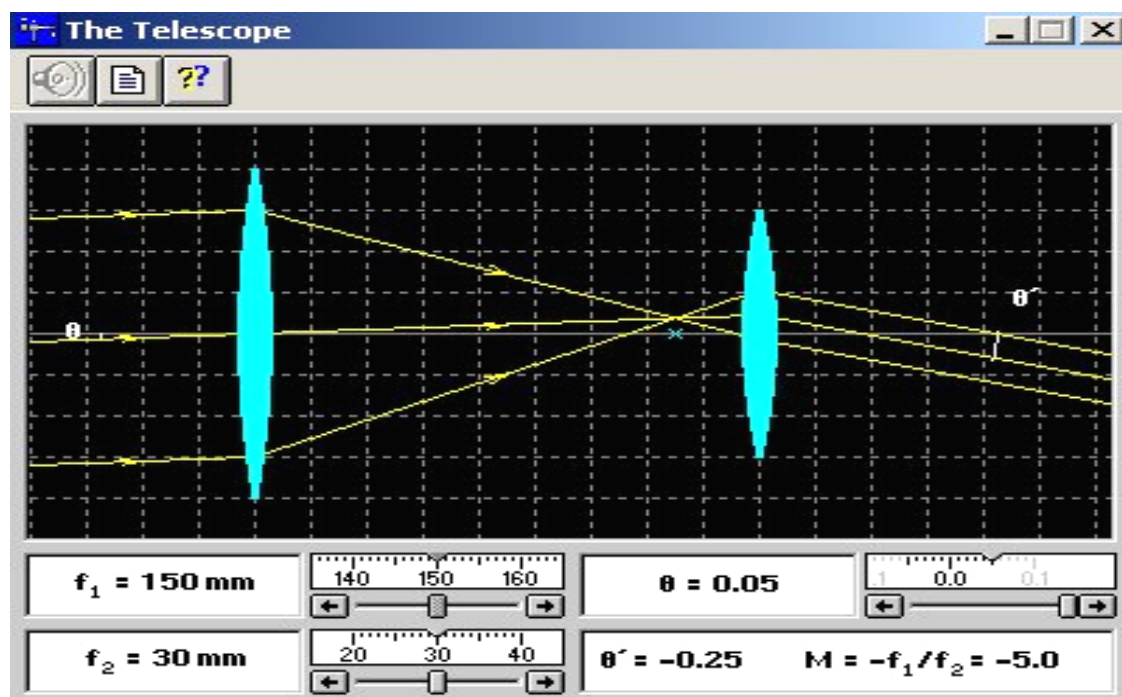 The Telescope
??
θ
θ´
f₁ = 150 mm
140 150 160
θ = 0.05
.1 0.0 0.1
f₂ = 30 mm
20 30 40
θ´ = -0.25 M = -f₁/f₂ = -5.0